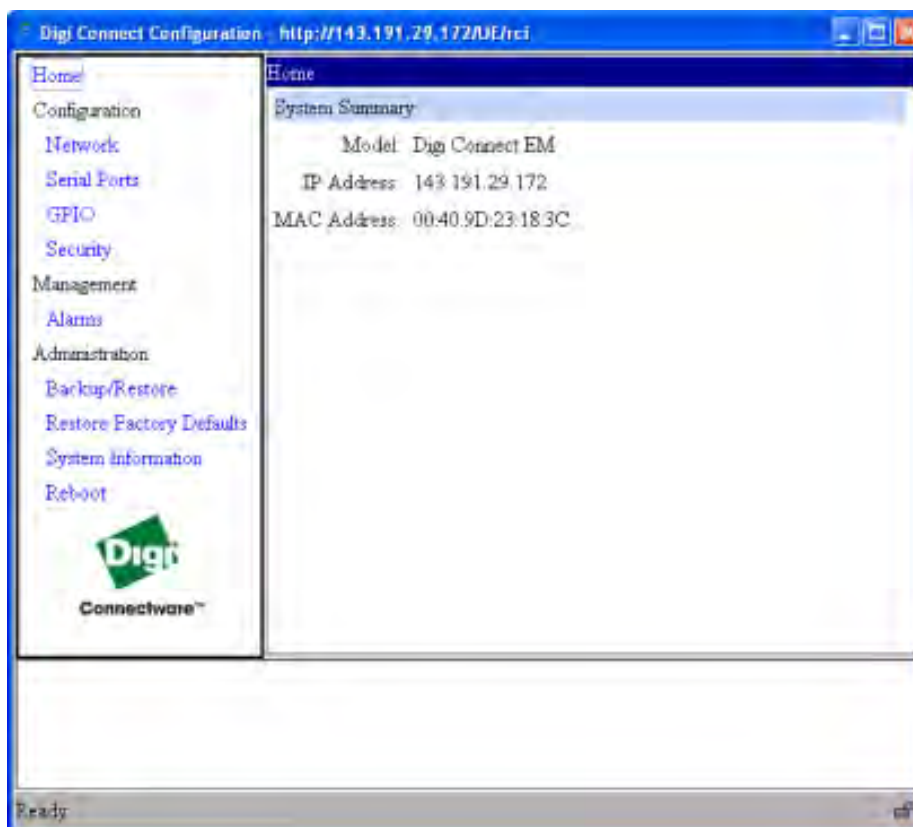 Digi Connect Configuration - http://143.191.29.172/UE/rci
Home
Configuration
Network
Serial Ports
GPIO
Security
Management
Alarms
Administration
Backup/Restore
Restore Factory Defaults
System Information
Reboot
Digi
Connectware™
Home
System Summary
Model: Digi Connect EM
IP Address: 143.191.29.172
MAC Address: 00:40:9D:23:18:3C
Ready